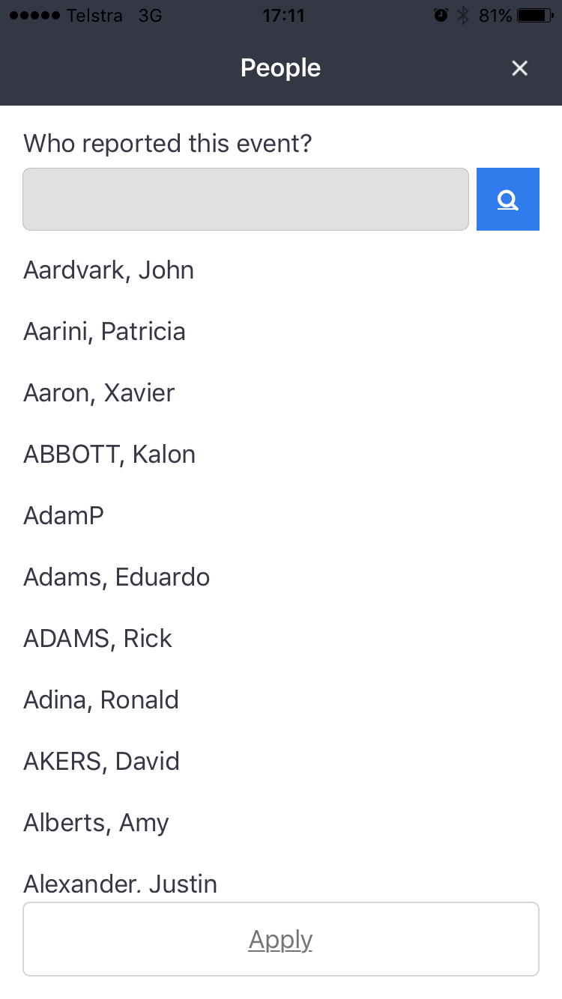 Telstra 3G 17:11 81%
People
Who reported this event?
Aardvark, John
Aarini, Patricia
Aaron, Xavier
ABBOTT, Kalon
AdamP
Adams, Eduardo
ADAMS, Rick
Adina, Ronald
AKERS, David
Alberts, Amy
Alexander, Justin
Apply